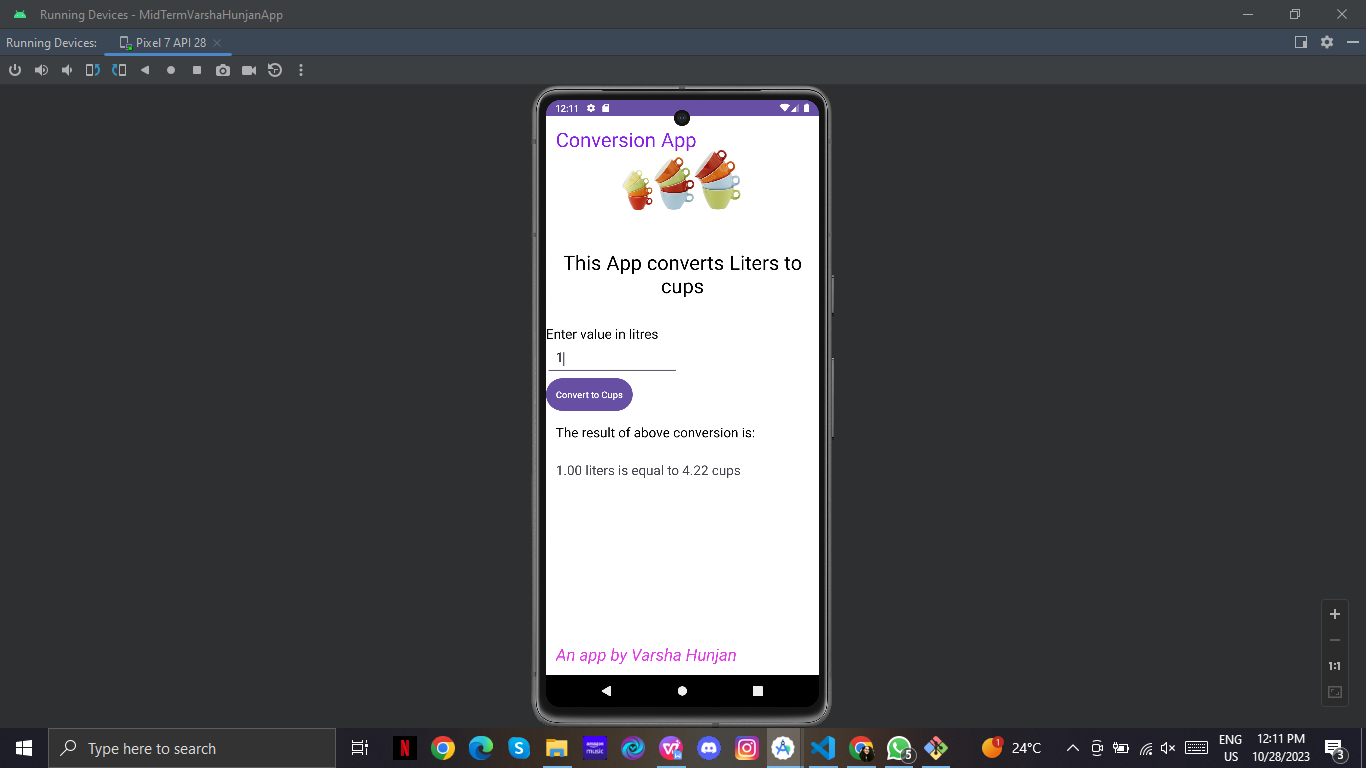 Running Devices - MidTermVarshaHunjanApp
Running Devices:
Pixel 7 API 28
12:11
Conversion App
This App converts Liters to
cups
Enter value in litres
1
Convert to Cups
The result of above conversion is:
1.00 liters is equal to 4.22 cups
An app by Varsha Hunjan
1:1
Type here to search
N
S
amazon
music
W
5
1
24°C
ENG
US
12:11 PM
10/28/2023
3